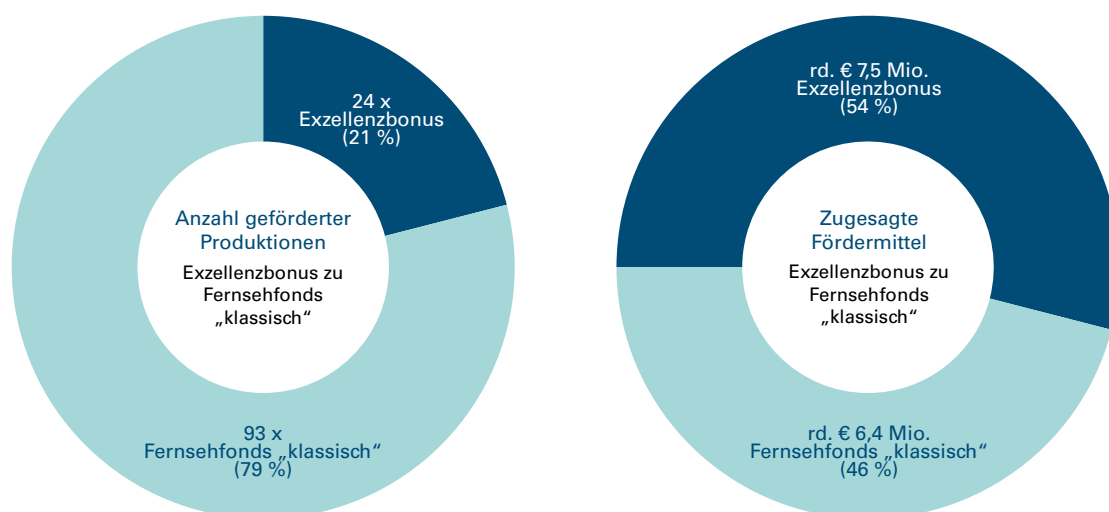 24 x
Exzellenzbonus
(21 %)
Anzahl geförderter
Produktionen
Exzellenzbonus zu
Fernsehfonds
„klassisch“
93 x
Fernsehfonds „klassisch“
(79 %)
rd. € 7,5 Mio.
Exzellenzbonus
(54 %)
Zugesagte
Fördermittel
Exzellenzbonus zu
Fernsehfonds
„klassisch“
rd. € 6,4 Mio.
Fernsehfonds „klassisch“
(46 %)